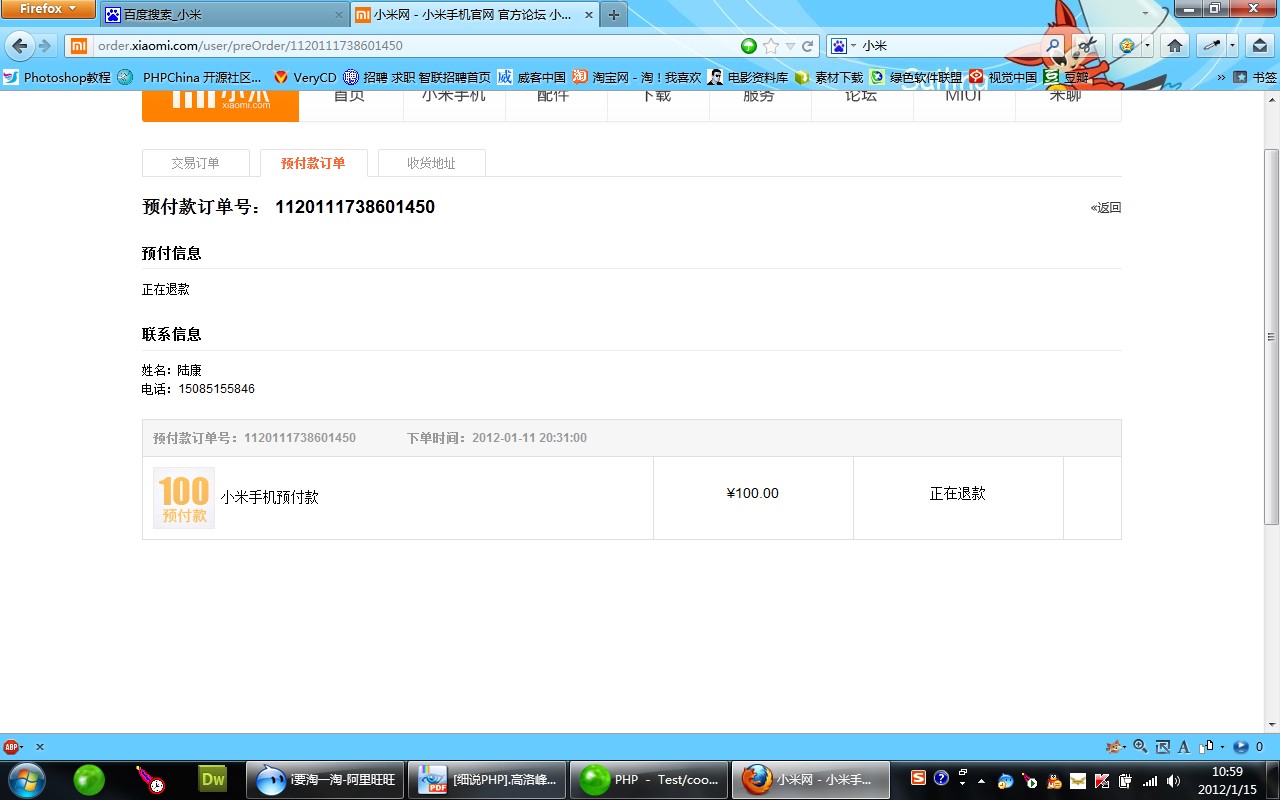 Firefox
百度搜索_小米
小米网 - 小米手机官网 官方论坛 小...
order.xiaomi.com/user/preOrder/1120111738601450
小米
Photoshop教程
PHPChina 开源社区...
VeryCD
招聘 求职 智联招聘首页
威客中国
淘宝网 - 淘！我喜欢
电影资料库
素材下载
绿色软件联盟
视觉中国
豆瓣
»
书签
小米
xiaomi.com
首页
小米手机
配件
下载
服务
论坛
MIUI
米聊
交易订单
预付款订单
收货地址
预付款订单号： 1120111738601450
«返回
预付信息
正在退款
联系信息
姓名：陆康
电话：15085155846
预付款订单号：1120111738601450
下单时间：2012-01-11 20:31:00
100
预付款
小米手机预付款
¥100.00
正在退款
ABP
0
Dw
i要淘一淘-阿里旺旺
PDF
[细说PHP].高洛峰...
PHP - Test/coo...
小米网 - 小米手...
10:59
2012/1/15